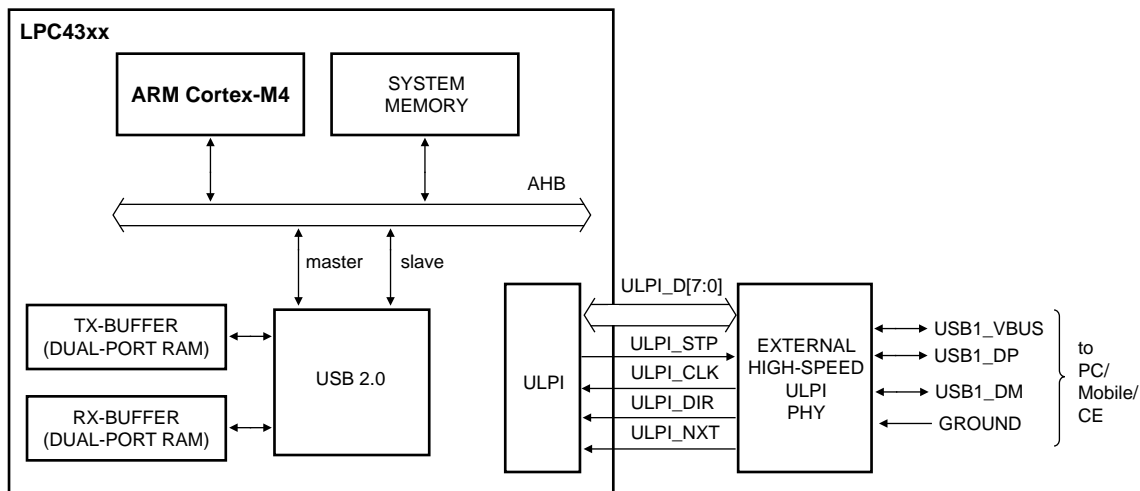 LPC43xx
ARM Cortex-M4
SYSTEM
MEMORY
AHB
master
slave
TX-BUFFER
(DUAL-PORT RAM)
RX-BUFFER
(DUAL-PORT RAM)
USB 2.0
ULPI
ULPI_D[7:0]
ULPI_STP
ULPI_CLK
ULPI_DIR
ULPI_NXT
EXTERNAL
HIGH-SPEED
ULPI
PHY
USB1_VBUS
USB1_DP
USB1_DM
GROUND
to
PC/
Mobile/
CE